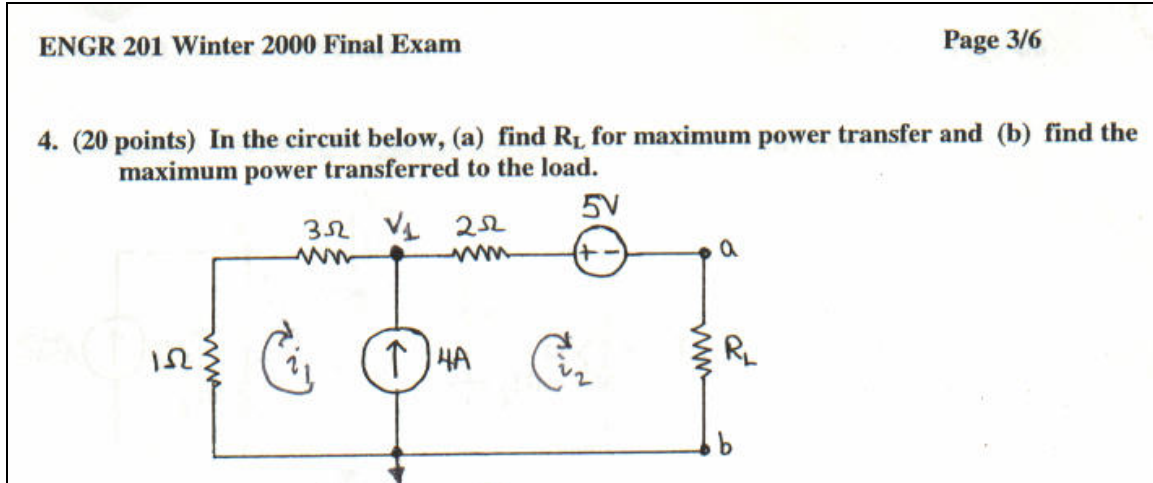 ENGR 201 Winter 2000 Final Exam
Page 3/6
4. (20 points) In the circuit below, (a) find R_L for maximum power transfer and (b) find the
maximum power transferred to the load.
5V
3Ω V₁ 2Ω
+ - a
1Ω i₁ ↑ 4A i₂ R_L
b